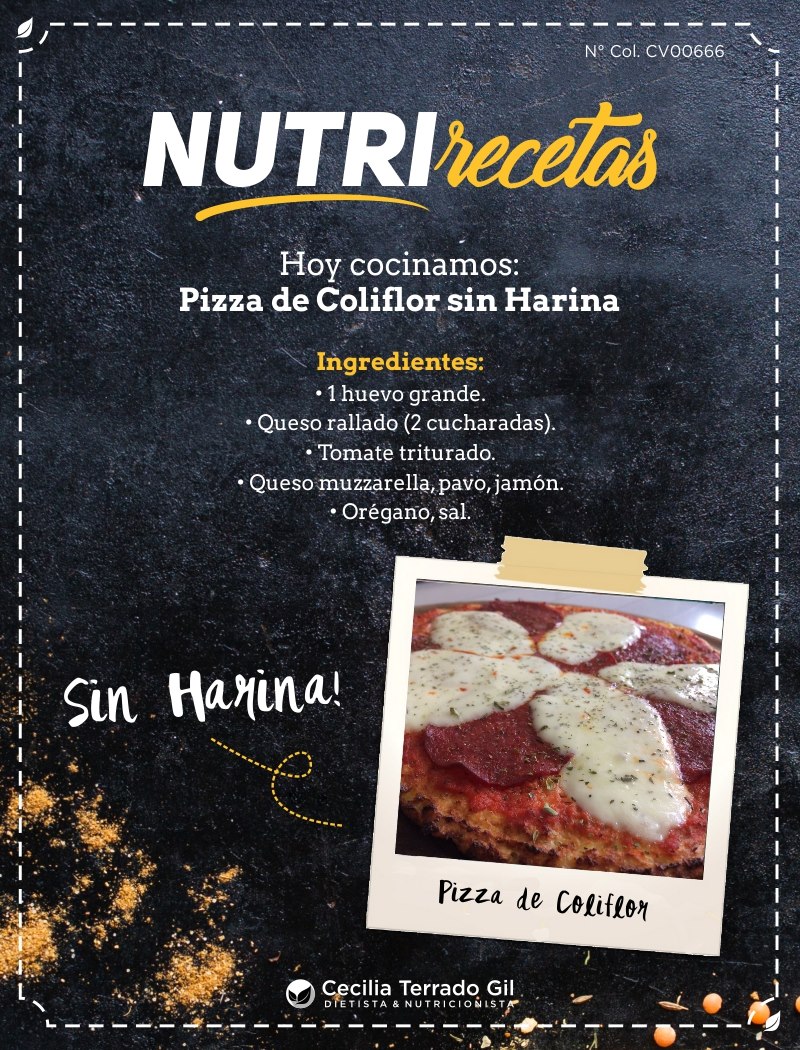 N° Col. CV00666
NUTRIrecetas
Hoy cocinamos:
Pizza de Coliflor sin Harina
Ingredientes:
• 1 huevo grande.
• Queso rallado (2 cucharadas).
• Tomate triturado.
• Queso muzzarella, pavo, jamón.
• Orégano, sal.
Sin Harina!
Pizza de Coliflor
Cecilia Terrado Gil
DIETISTA & NUTRICIONISTA